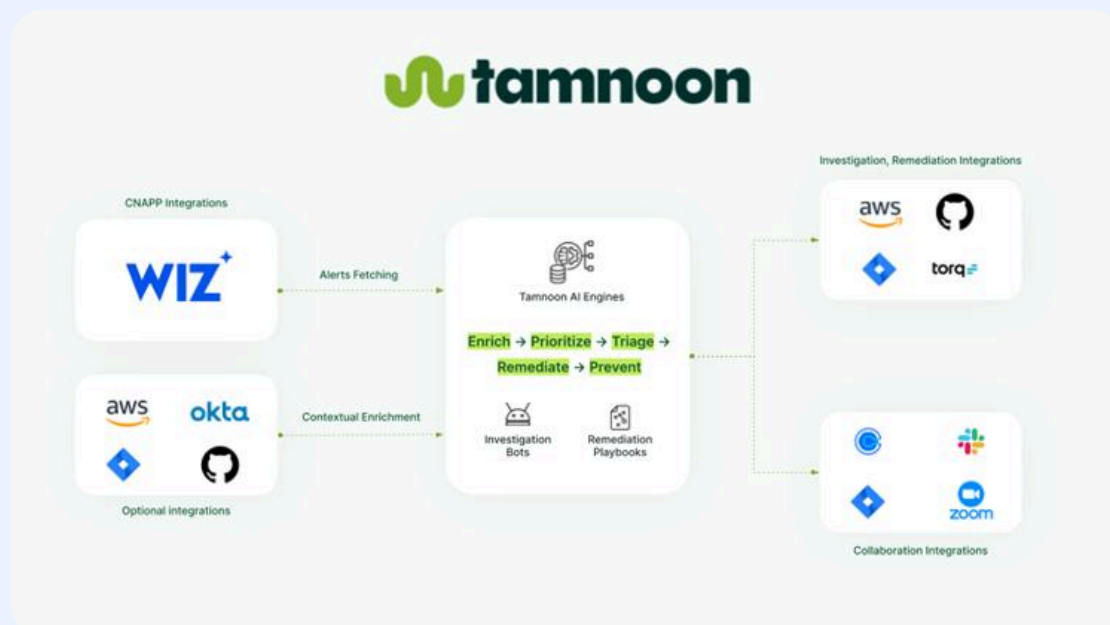 tamnoon
Investigation, Remediation Integrations
CNAPP Integrations
WIZ
Alerts Fetching
Tamnoon AI Engines
Enrich → Prioritize → Triage →
Remediate → Prevent
Investigation
Bots
Remediation
Playbooks
aws
okta
Contextual Enrichment
Optional integrations
aws
torq
zoom
Collaboration Integrations